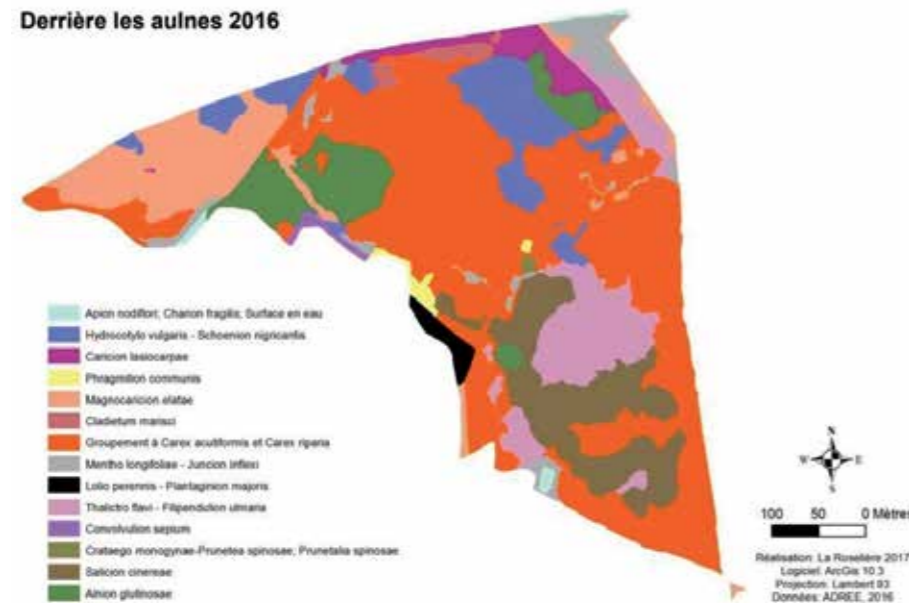 Derrière les aulnes 2016
Apion nodiflori; Charion fragilis; Surface en eau
Hydrocotylo vulgaris - Schoenion nigricantis
Caricion lasiocarpae
Phragmition communis
Magnocaricion elatae
Cladietum marisci
Groupement à Carex acutiformis et Carex riparia
Mentho longifoliae - Juncion inflexi
Lolio perennis - Plantaginion majoris
Thalictro flavi - Filipendulion ulmaria
Convolvulion sepium
Crataego monogynae-Prunetea spinosae; Prunetalia spinosae
Salicion cinereae
Alnion glutinosae
N
W E
S
100 50 0 Mètres
Réalisation: La Roselière 2017
Logiciel: ArcGis 10.3
Projection: Lambert 93
Données: ADREE, 2016